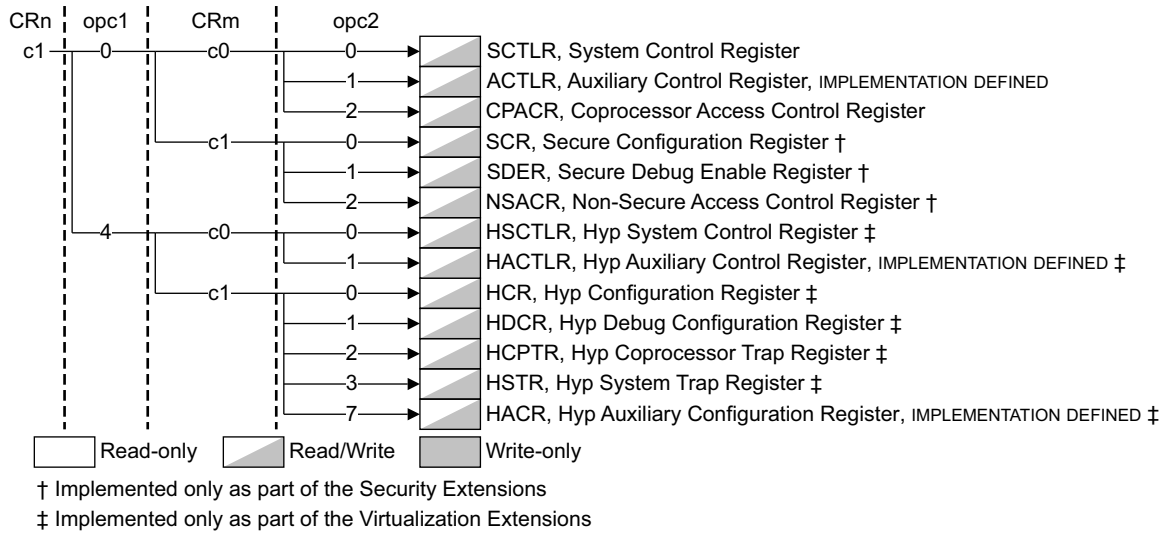 CRn opc1 CRm opc2
c1 0 c0 0 SCTLR, System Control Register
1 ACTLR, Auxiliary Control Register, IMPLEMENTATION DEFINED
2 CPACR, Coprocessor Access Control Register
c1 0 SCR, Secure Configuration Register †
1 SDER, Secure Debug Enable Register †
2 NSACR, Non-Secure Access Control Register †
4 c0 0 HSCTLR, Hyp System Control Register ‡
1 HACTLR, Hyp Auxiliary Control Register, IMPLEMENTATION DEFINED ‡
c1 0 HCR, Hyp Configuration Register ‡
1 HDCR, Hyp Debug Configuration Register ‡
2 HCPTR, Hyp Coprocessor Trap Register ‡
3 HSTR, Hyp System Trap Register ‡
7 HACR, Hyp Auxiliary Configuration Register, IMPLEMENTATION DEFINED ‡
Read-only Read/Write Write-only
† Implemented only as part of the Security Extensions
‡ Implemented only as part of the Virtualization Extensions